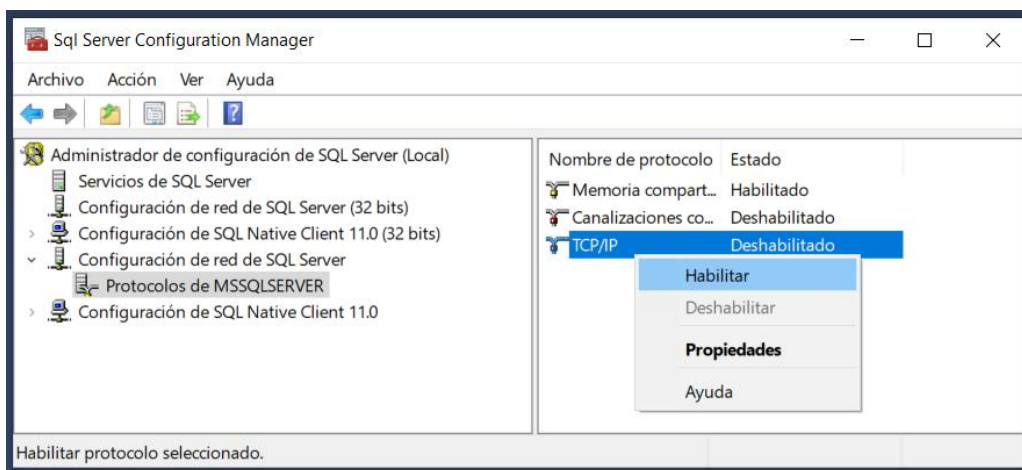 Sql Server Configuration Manager
Archivo Acción Ver Ayuda
Administrador de configuración de SQL Server (Local)
Servicios de SQL Server
Configuración de red de SQL Server (32 bits)
Configuración de SQL Native Client 11.0 (32 bits)
Configuración de red de SQL Server
Protocolos de MSSQLSERVER
Configuración de SQL Native Client 11.0
Nombre de protocolo Estado
Memoria compart... Habilitado
Canalizaciones co... Deshabilitado
TCP/IP Deshabilitado
Habilitar
Deshabilitar
Propiedades
Ayuda
Habilitar protocolo seleccionado.